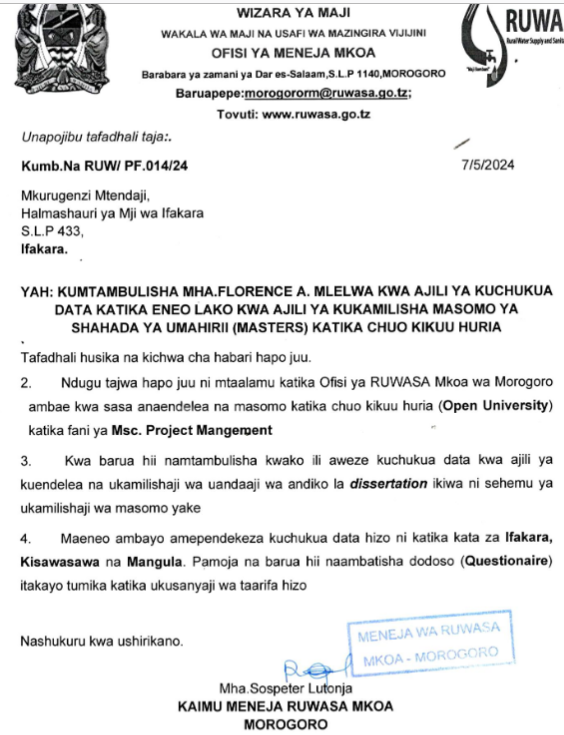 WIZARA YA MAJI
WAKALA WA MAJI NA USAFI WA MAZINGIRA VIJIJINI
OFISI YA MENEJA MKOA
Barabara ya zamani ya Dar es-Salaam,S.L.P 1140,MOROGORO
Baruapepe:morogororm@ruwasa.go.tz;
Tovuti: www.ruwasa.go.tz
RUWA
Rural Water Supply and Sanita
Unapojibu tafadhali taja:.
Kumb.Na RUW/ PF.014/24
7/5/2024
Mkurugenzi Mtendaji,
Halmashauri ya Mji wa Ifakara
S.L.P 433,
Ifakara.
YAH: KUMTAMBULISHA MHA.FLORENCE A. MLELWA KWA AJILI YA KUCHUKUA
DATA KATIKA ENEO LAKO KWA AJILI YA KUKAMILISHA MASOMO YA
SHAHADA YA UMAHIRII (MASTERS) KATIKA CHUO KIKUU HURIA
Tafadhali husika na kichwa cha habari hapo juu.
2. Ndugu tajwa hapo juu ni mtaalamu katika Ofisi ya RUWASA Mkoa wa Morogoro
ambae kwa sasa anaendelea na masomo katika chuo kikuu huria (Open University)
katika fani ya Msc. Project Mangement
3. Kwa barua hii namtambulisha kwako ili aweze kuchukua data kwa ajili ya
kuendelea na ukamilishaji wa uandaaji wa andiko la dissertation ikiwa ni sehemu ya
ukamilishaji wa masomo yake
4. Maeneo ambayo amependekeza kuchukua data hizo ni katika kata za Ifakara,
Kisawasawa na Mangula. Pamoja na barua hii naambatisha dodoso (Questionaire)
itakayo tumika katika ukusanyaji wa taarifa hizo
Nashukuru kwa ushirikano.
MENEJA WA RUWASA
MKOA - MOROGORO
Mha.Sospeter Lutonja
KAIMU MENEJA RUWASA MKOA
MOROGORO